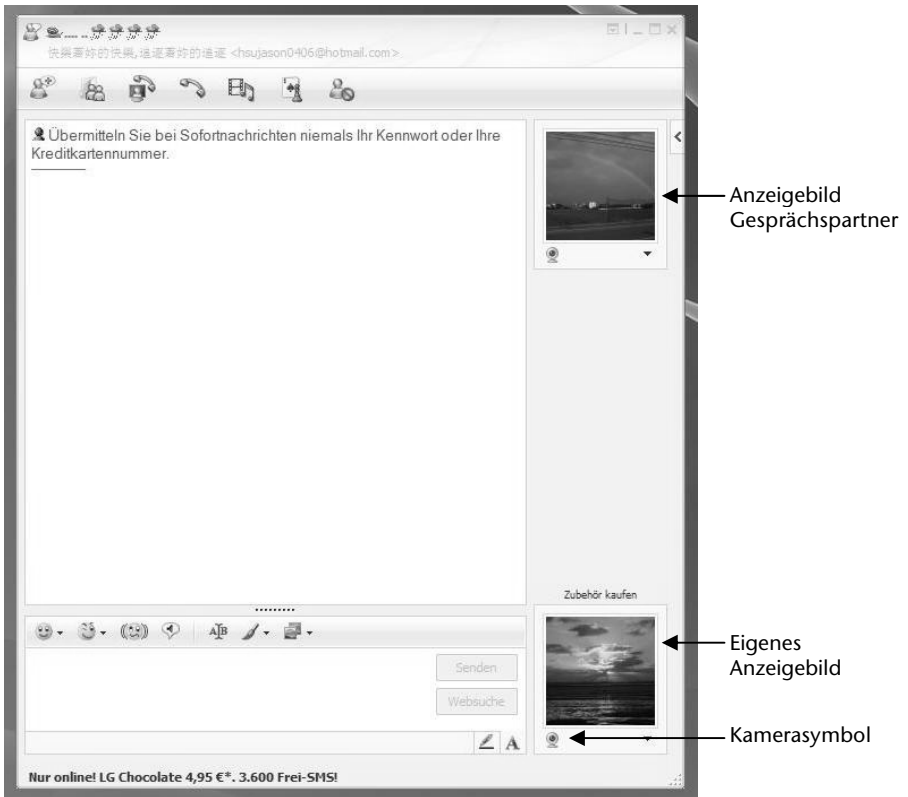 快樂著妳的快樂,追逐著妳的追逐 <hsujason0406@hotmail.com>
Übermitteln Sie bei Sofortnachrichten niemals Ihr Kennwort oder Ihre
Kreditkartennummer.
Anzeigebild
Gesprächspartner
Zubehör kaufen
Senden
Websuche
Eigenes
Anzeigebild
Kamerasymbol
Nur online! LG Chocolate 4,95 €*. 3.600 Frei-SMS!